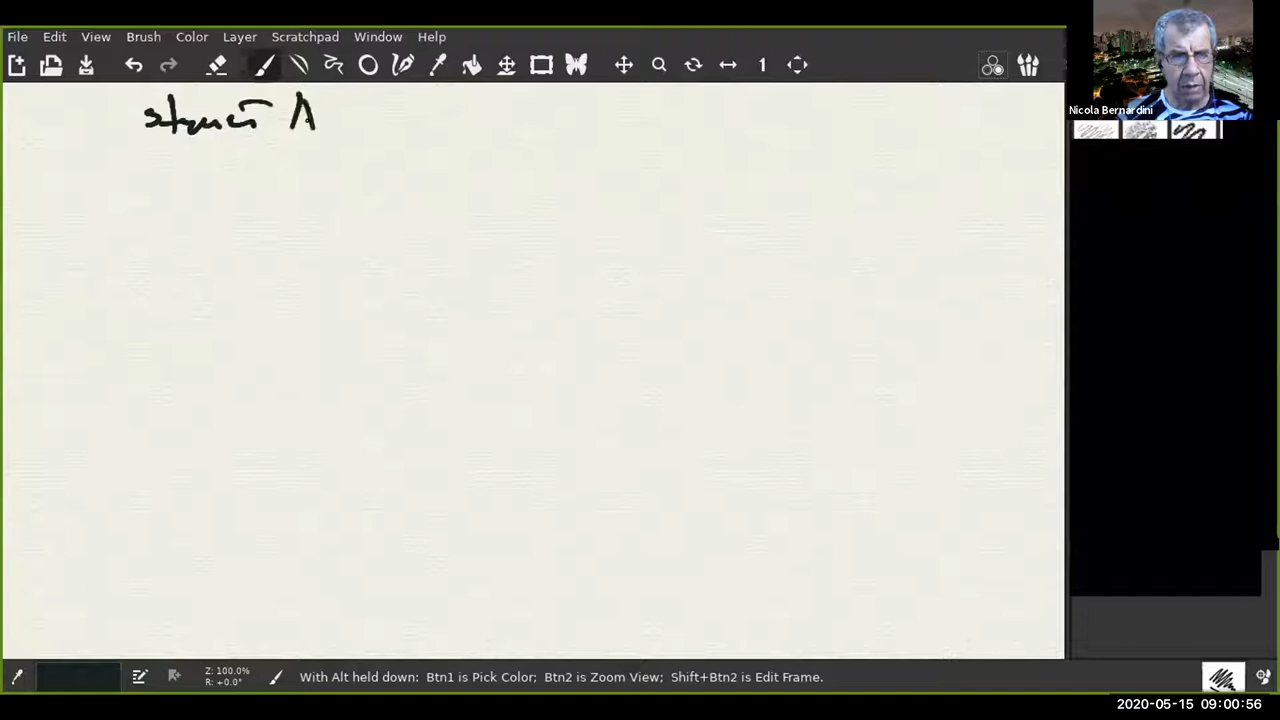 File Edit View Brush Color Layer Scratchpad Window Help
1
struct A
Nicola Bernardini
Z: 100.0%
R: +0.0°
With Alt held down: Btn1 is Pick Color; Btn2 is Zoom View; Shift+Btn2 is Edit Frame.
2020-05-15 09:00:56